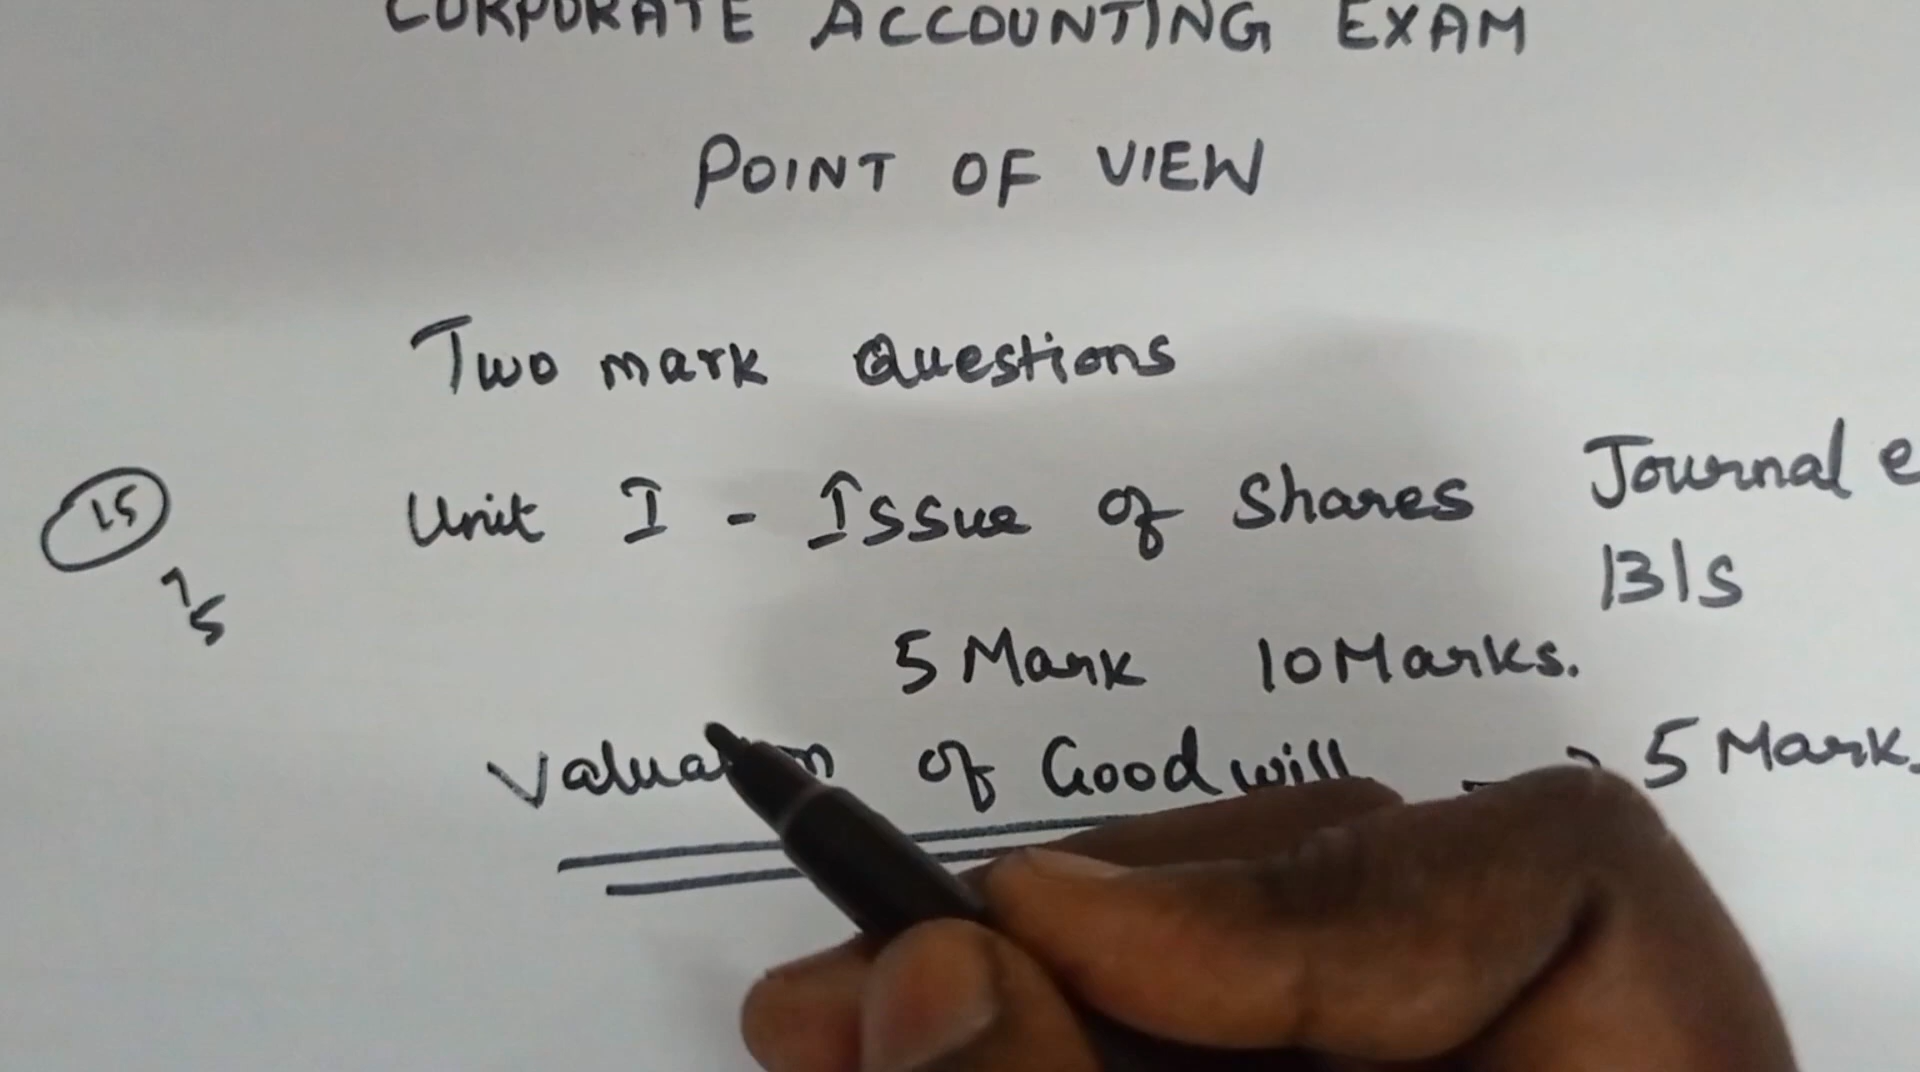 CORPORATE ACCOUNTING EXAM
POINT OF VIEW
Two mark Questions
15
Unit I - Issue of Shares Journal e
B/S
5
5 Mark 10 Marks.
of Goodwill → 5 Mark.